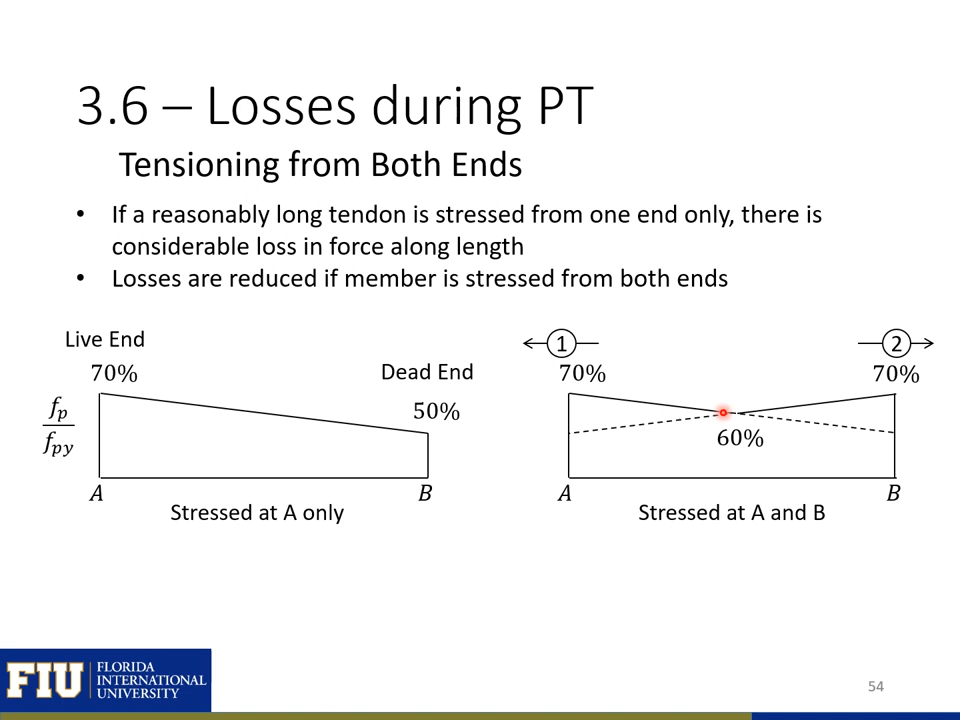 3.6 – Losses during PT
Tensioning from Both Ends
• If a reasonably long tendon is stressed from one end only, there is
considerable loss in force along length
• Losses are reduced if member is stressed from both ends
Live End
70%
Dead End
50%
f_p
f_py
A
B
Stressed at A only
1
2
70%
70%
60%
A
B
Stressed at A and B
FIU
FLORIDA
INTERNATIONAL
UNIVERSITY
54